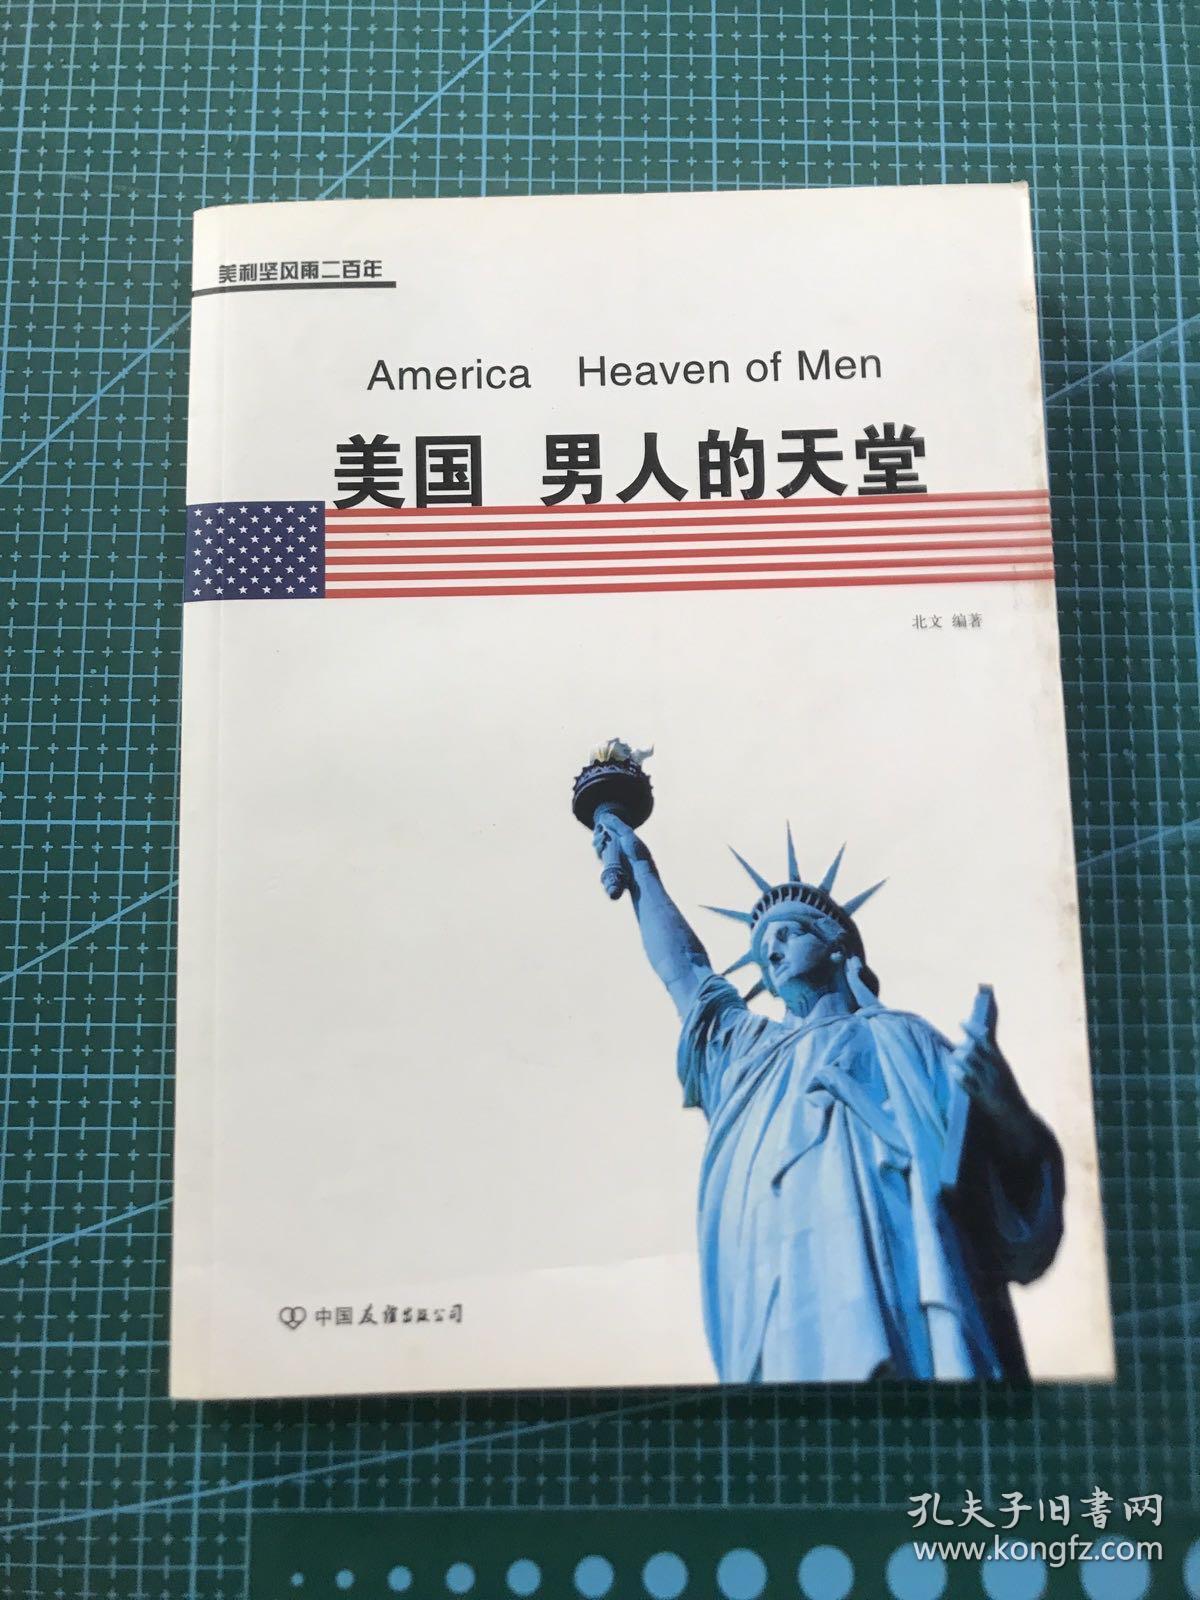 美利坚风雨二百年
America Heaven of Men
美国 男人的天堂
北文 编著
中国友谊出版公司
孔夫子旧书网
www.kongfz.com